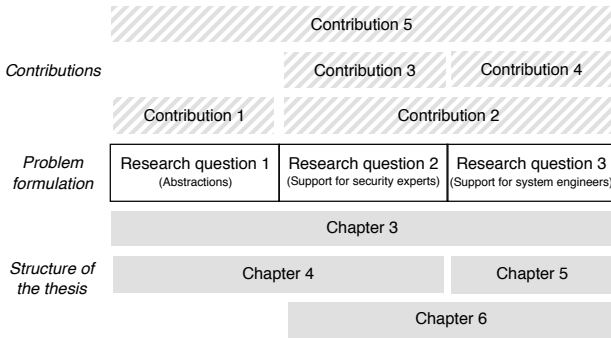 Contribution 5
Contributions
Contribution 3
Contribution 4
Contribution 1
Contribution 2
Problem
formulation
Research question 1
(Abstractions)
Research question 2
(Support for security experts)
Research question 3
(Support for system engineers)
Chapter 3
Structure of
the thesis
Chapter 4
Chapter 5
Chapter 6